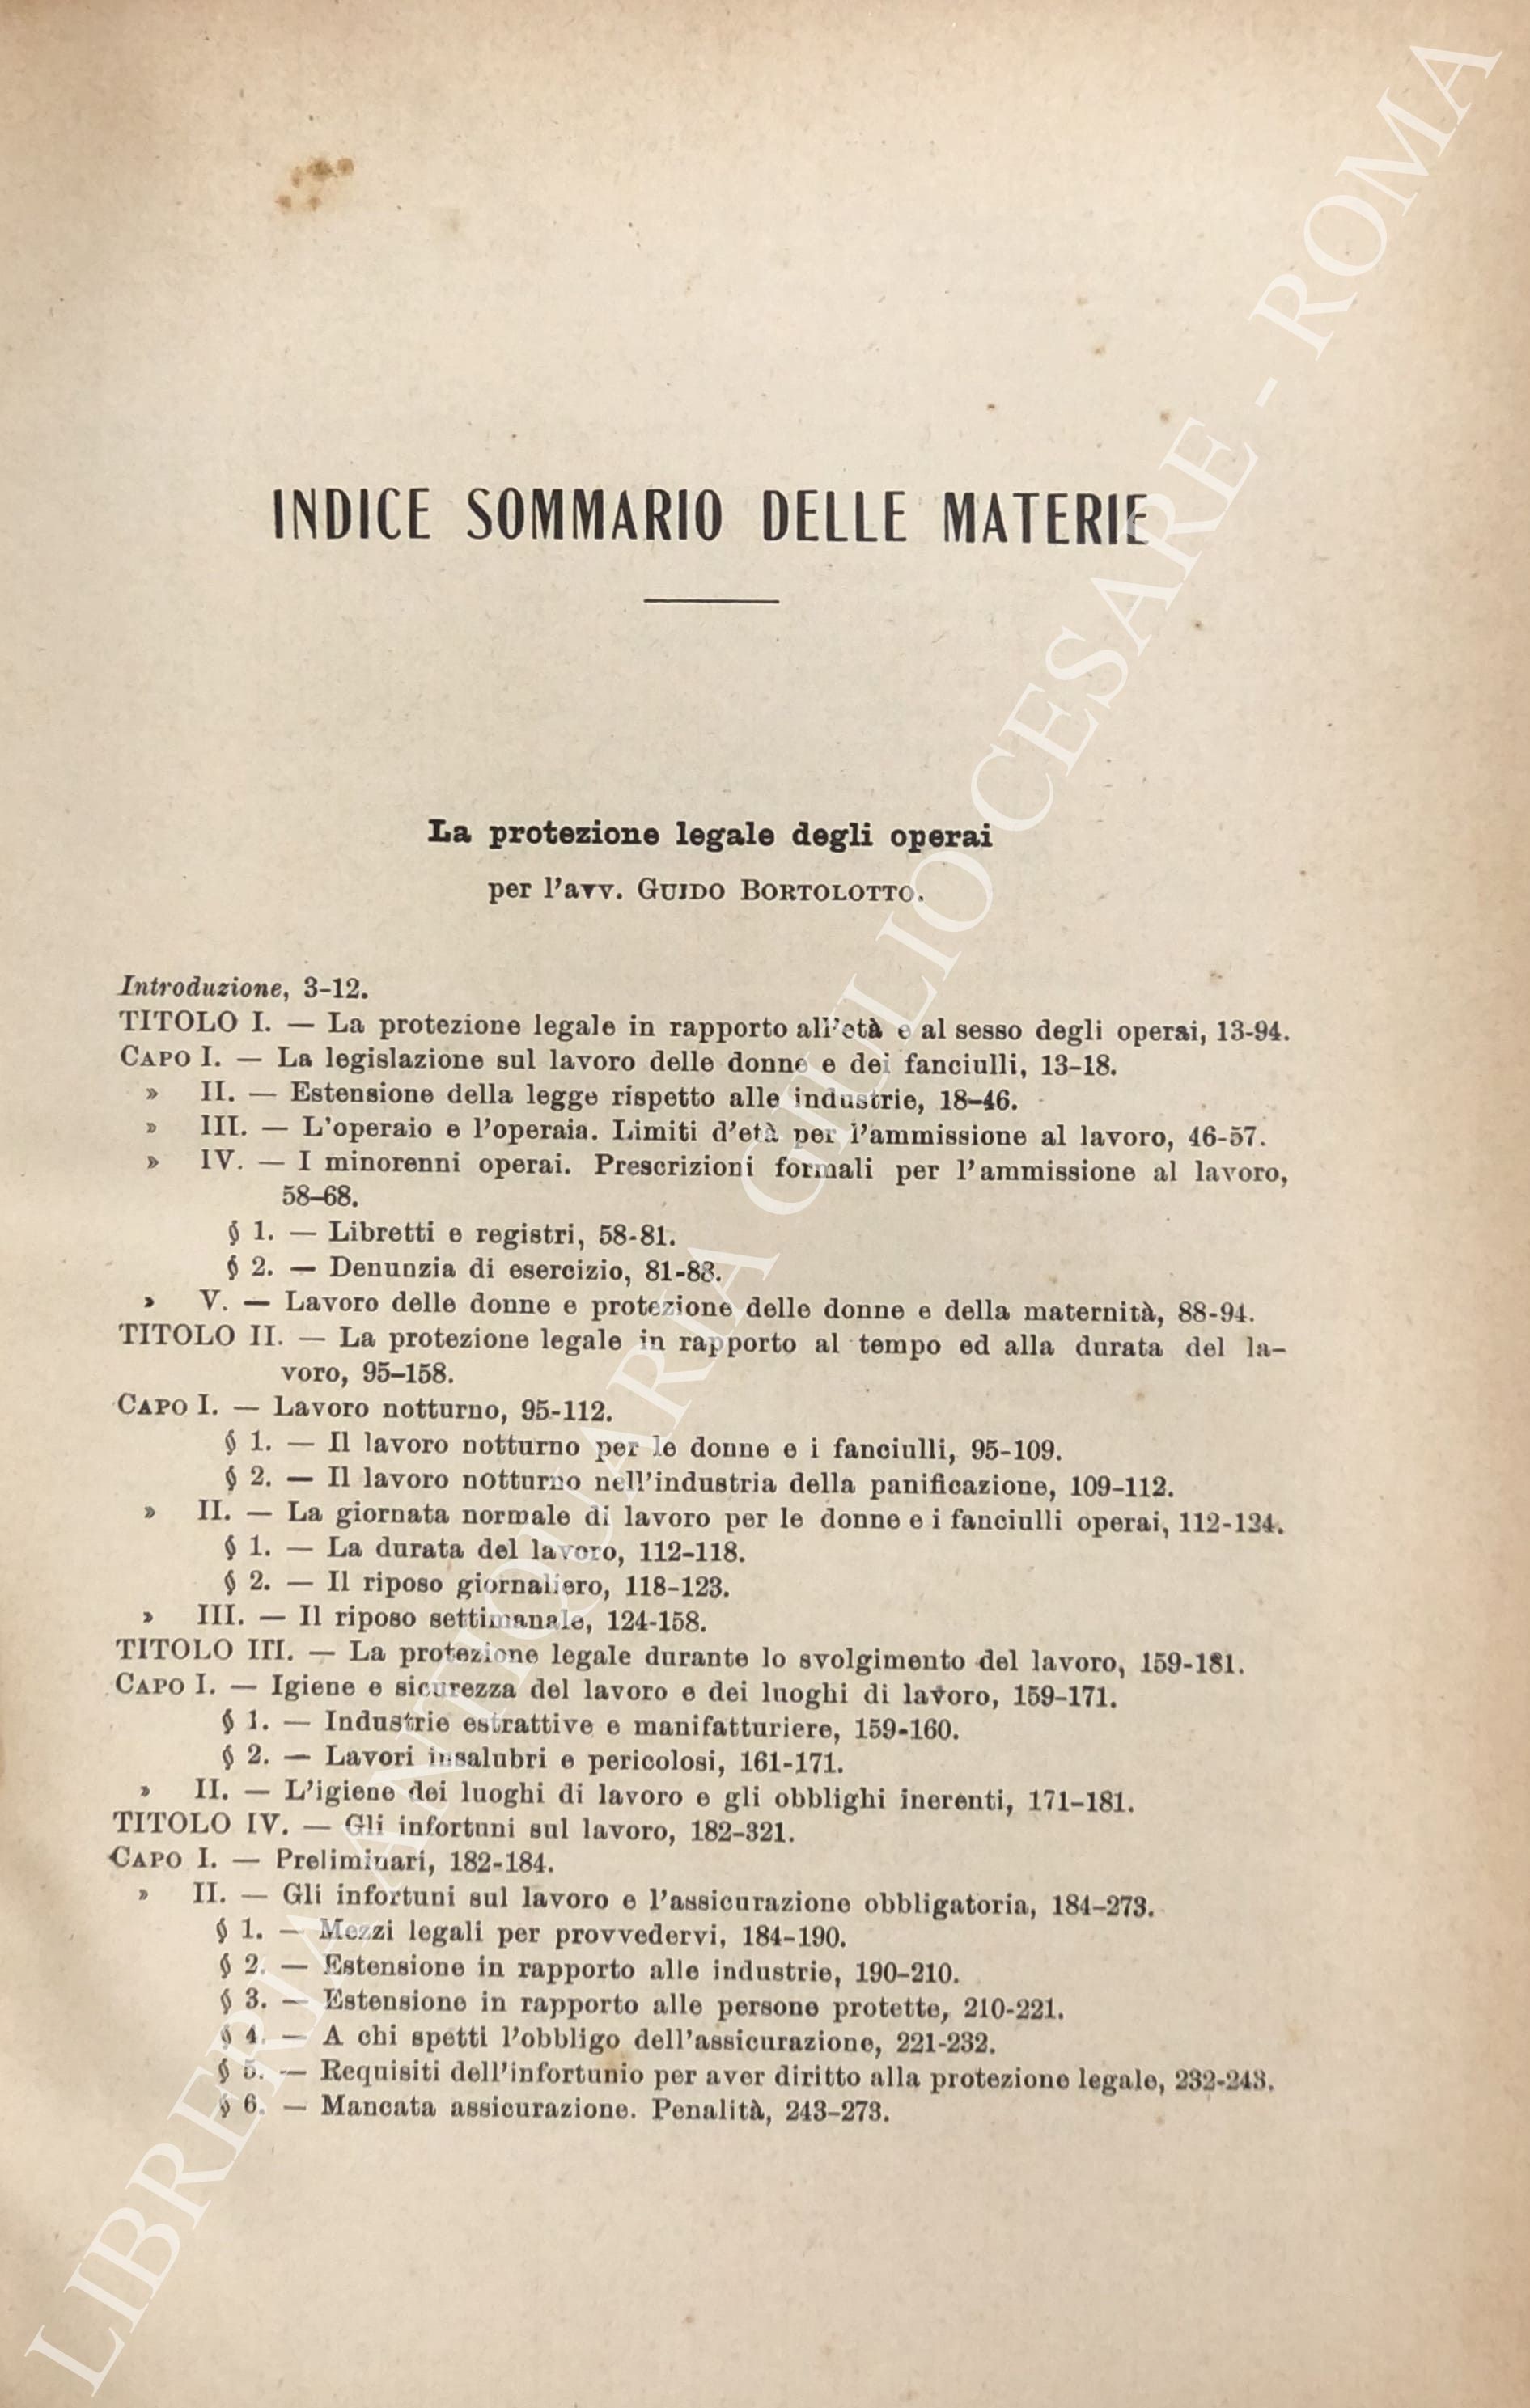 INDICE SOMMARIO DELLE MATERIE
La protezione legale degli operai
per l'avv. GUIDO BORTOLOTTO.
Introduzione, 3-12.
TITOLO I. — La protezione legale in rapporto all'età e al sesso degli operai, 13-94.
CAPO I. — La legislazione sul lavoro delle donne e dei fanciulli, 13-18.
» II. — Estensione della legge rispetto alle industrie, 18-46.
» III. — L'operaio e l'operaia. Limiti d'età per l'ammissione al lavoro, 46-57.
» IV. — I minorenni operai. Prescrizioni formali per l'ammissione al lavoro,
58-68.
§ 1. — Libretti e registri, 58-81.
§ 2. — Denunzia di esercizio, 81-88.
» V. — Lavoro delle donne e protezione delle donne e della maternità, 88-94.
TITOLO II. — La protezione legale in rapporto al tempo ed alla durata del la-
voro, 95-158.
CAPO I. — Lavoro notturno, 95-112.
§ 1. — Il lavoro notturno per le donne e i fanciulli, 95-109.
§ 2. — Il lavoro notturno nell'industria della panificazione, 109-112.
» II. — La giornata normale di lavoro per le donne e i fanciulli operai, 112-124.
§ 1. — La durata del lavoro, 112-118.
§ 2. — Il riposo giornaliero, 118-123.
» III. — Il riposo settimanale, 124-158.
TITOLO III. — La protezione legale durante lo svolgimento del lavoro, 159-181.
CAPO I. — Igiene e sicurezza del lavoro e dei luoghi di lavoro, 159-171.
§ 1. — Industrie estrattive e manifatturiere, 159-160.
§ 2. — Lavori insalubri e pericolosi, 161-171.
» II. — L'igiene dei luoghi di lavoro e gli obblighi inerenti, 171-181.
TITOLO IV. — Gli infortuni sul lavoro, 182-321.
CAPO I. — Preliminari, 182-184.
» II. — Gli infortuni sul lavoro e l'assicurazione obbligatoria, 184-273.
§ 1. — Mezzi legali per provvedervi, 184-190.
§ 2. — Estensione in rapporto alle industrie, 190-210.
§ 3. — Estensione in rapporto alle persone protette, 210-221.
§ 4. — A chi spetti l'obbligo dell'assicurazione, 221-232.
§ 5. — Requisiti dell'infortunio per aver diritto alla protezione legale, 232-243.
§ 6. — Mancata assicurazione. Penalità, 243-273.
LIBRERIA ANTIQUARIA GIULIO CESARE - ROMA